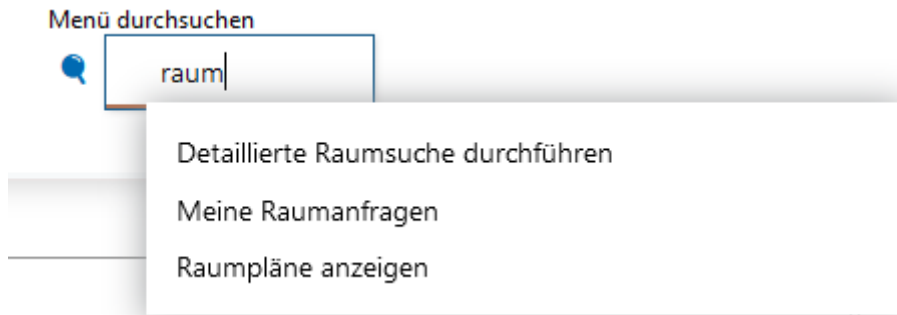 Menü durchsuchen
raum
Detaillierte Raumsuche durchführen
Meine Raumanfragen
Raumpläne anzeigen